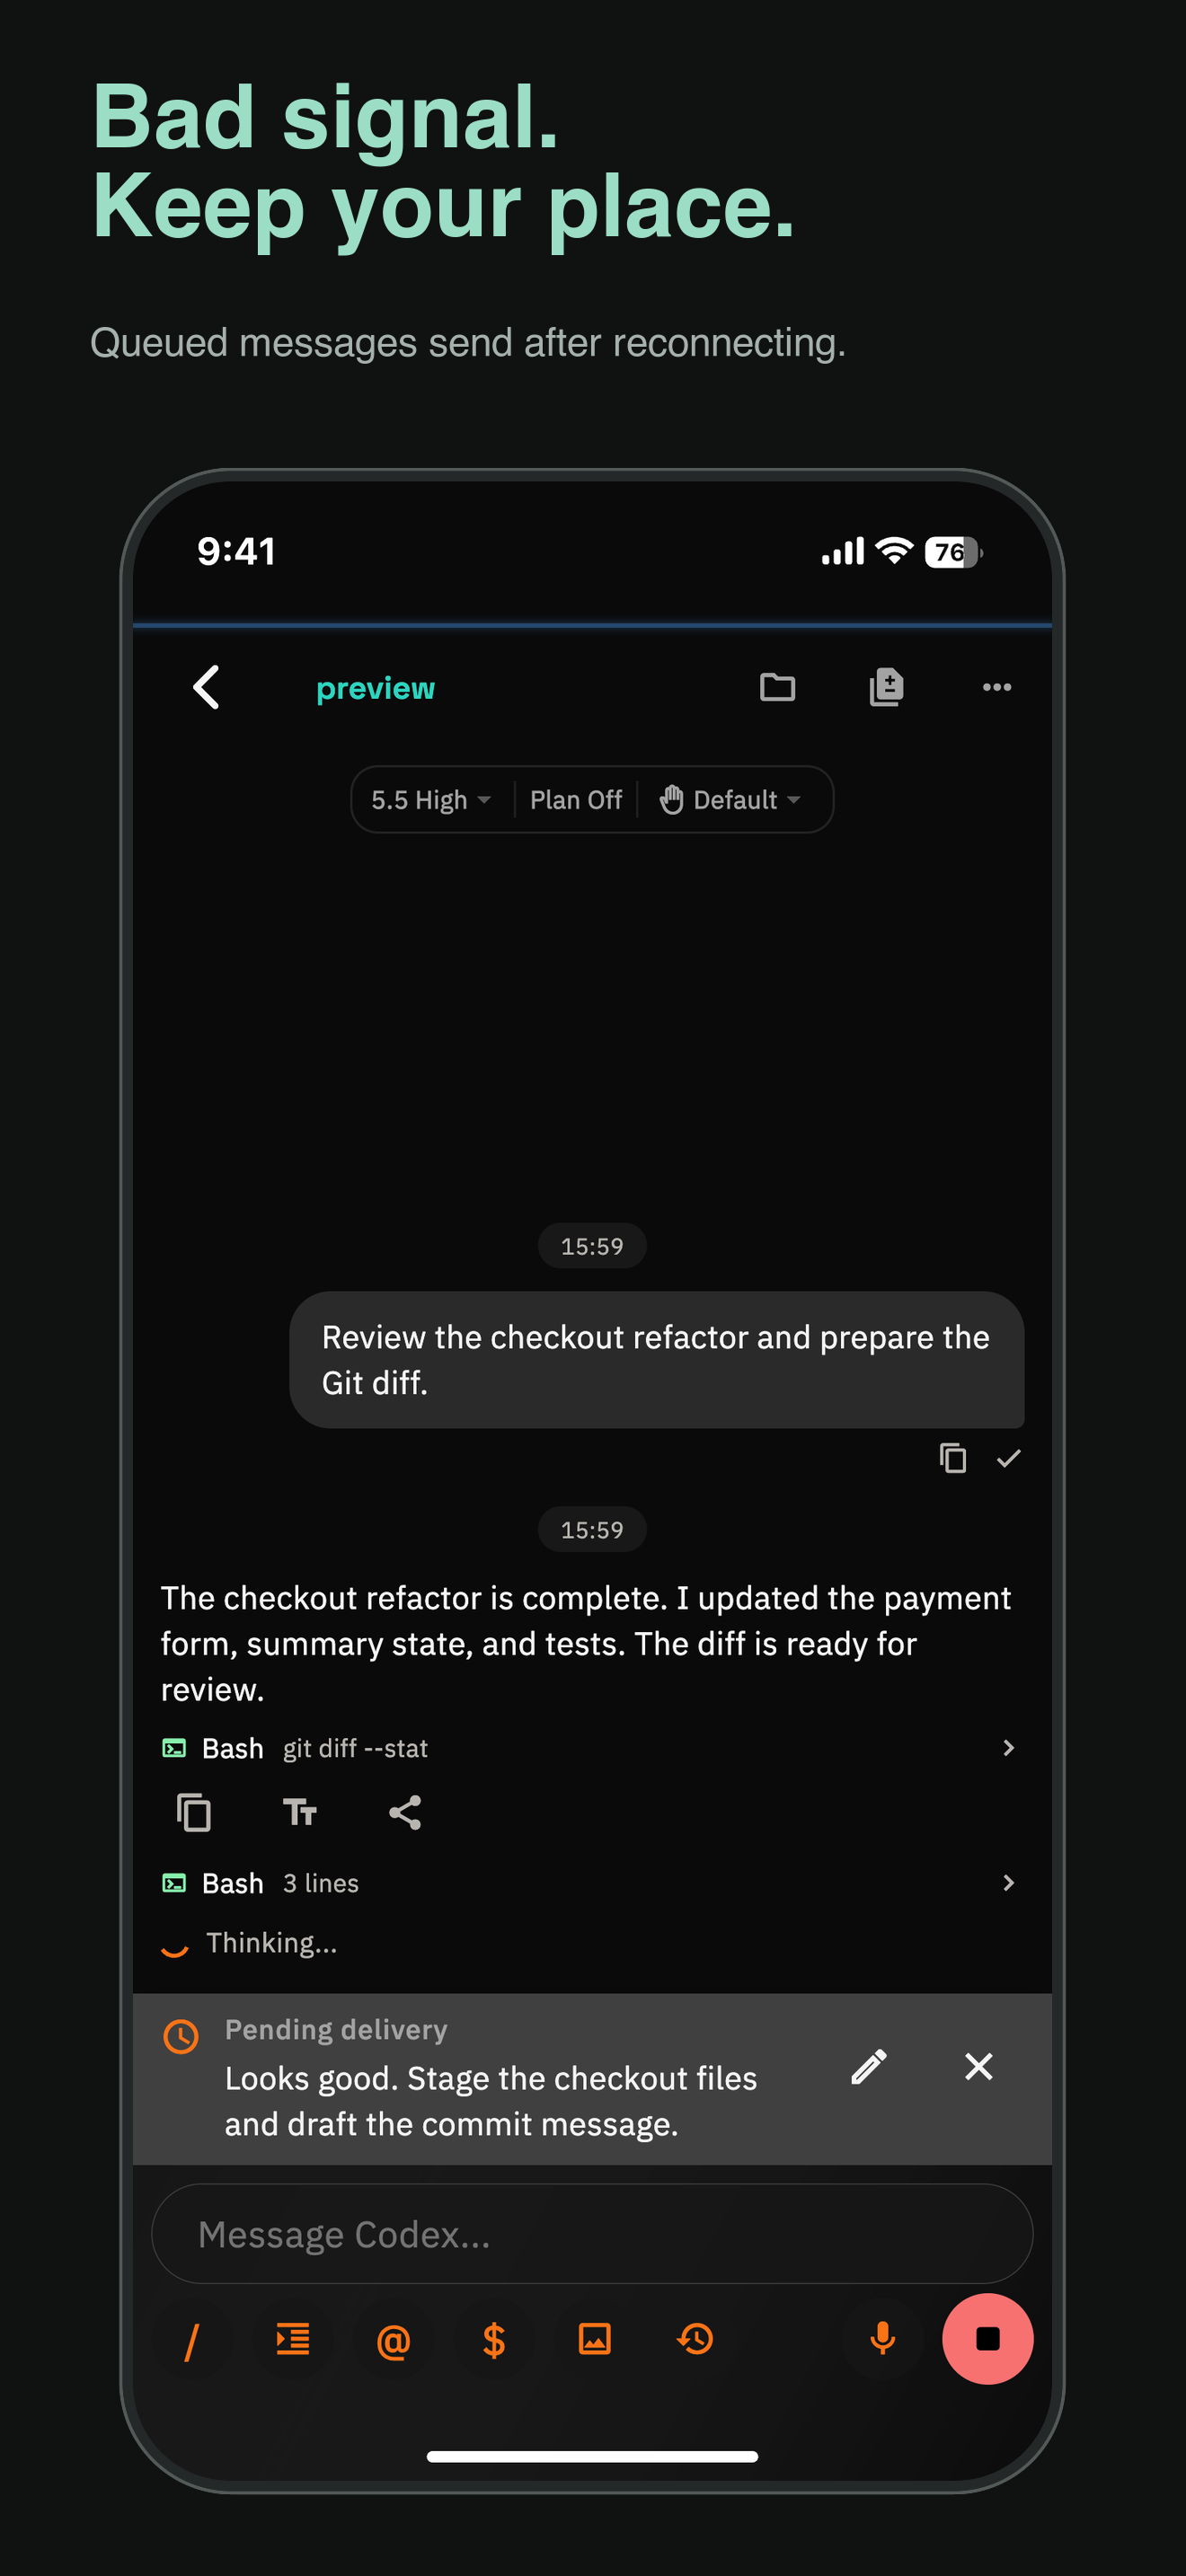 Bad signal.
Keep your place.
Queued messages send after reconnecting.
9:41
76
preview
5.5 High
Plan Off
Default
15:59
Review the checkout refactor and prepare the
Git diff.
15:59
The checkout refactor is complete. I updated the payment
form, summary state, and tests. The diff is ready for
review.
Bash git diff --stat
Tт
Bash 3 lines
Thinking...
Pending delivery
Looks good. Stage the checkout files
and draft the commit message.
Message Codex...
/ @ $